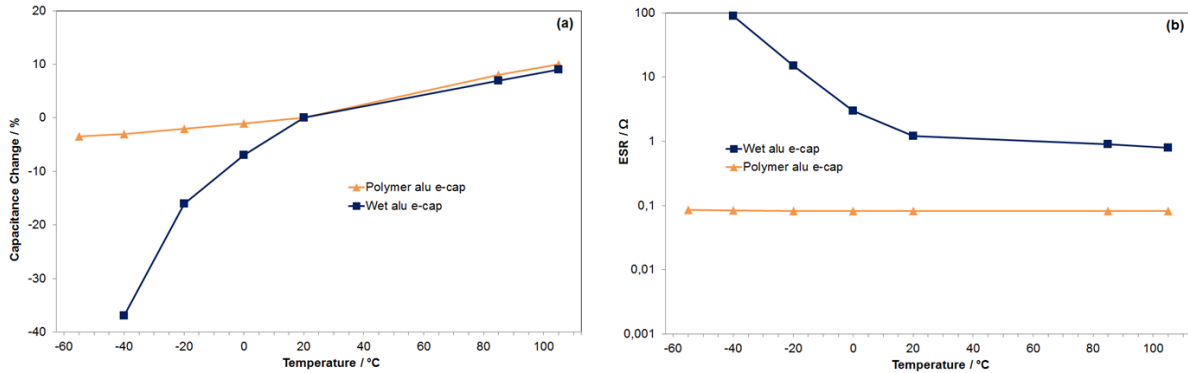 (a)
20
10
0
-10
-20
-30
-40
Capacitance Change / %
Polymer alu e-cap
Wet alu e-cap
-60 -40 -20 0 20 40 60 80 100
Temperature / °C
(b)
100
10
1
0,1
0,01
0,001
ESR / Ω
Wet alu e-cap
Polymer alu e-cap
-60 -40 -20 0 20 40 60 80 100
Temperature / °C